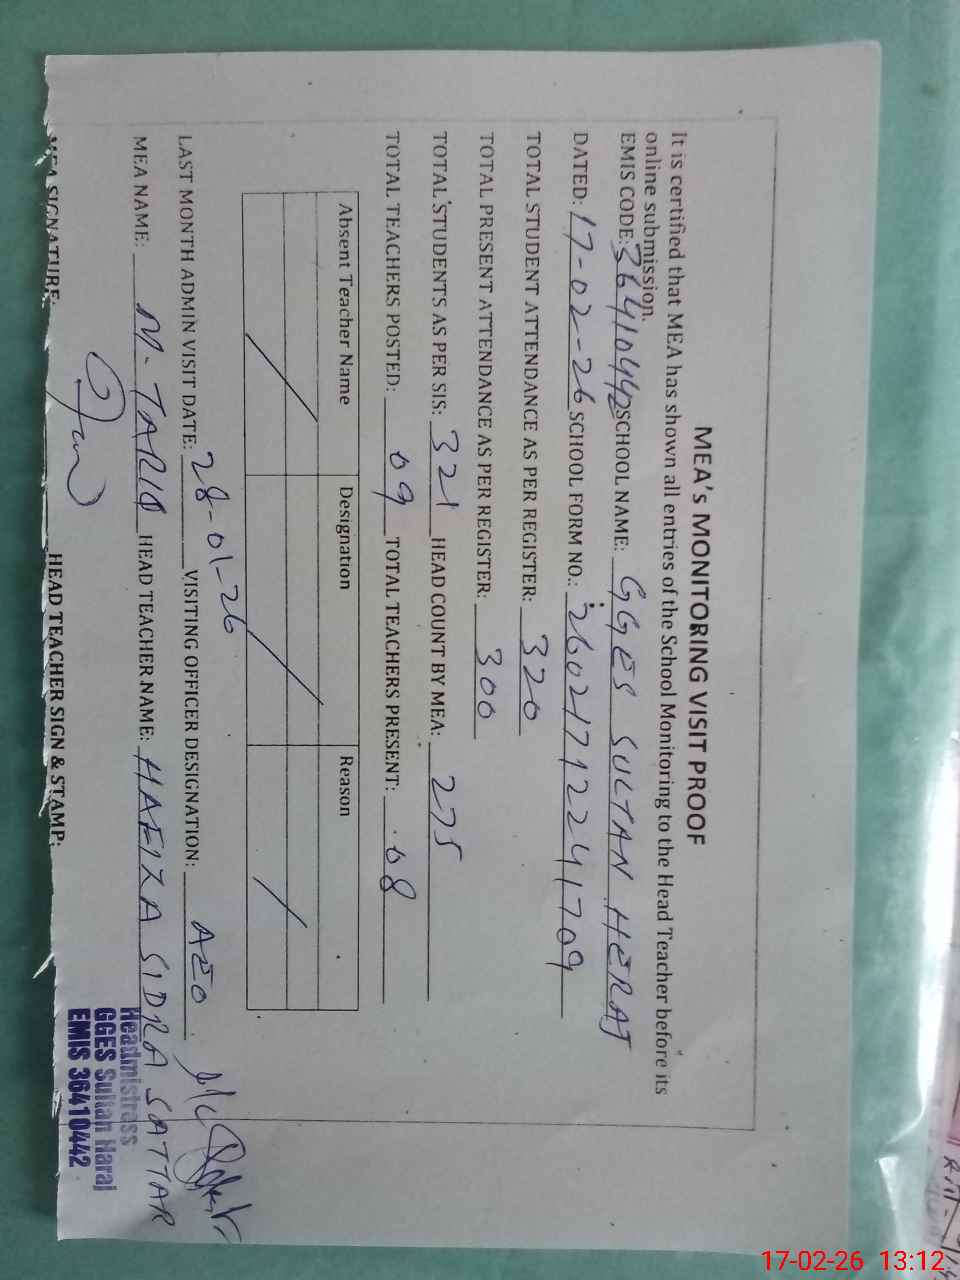 MEA's MONITORING VISIT PROOF
It is certified that MEA has shown all entries of the School Monitoring to the Head Teacher before its
online submission.
EMIS CODE: 36410442 SCHOOL NAME: GGES SULTAN HERAJ
DATED: 17-02-26 SCHOOL FORM NO.: 260217122417 09
TOTAL STUDENT ATTENDANCE AS PER REGISTER: 320
TOTAL PRESENT ATTENDANCE AS PER REGISTER: 300
TOTAL STUDENTS AS PER SIS: 321 HEAD COUNT BY MEA: 275
TOTAL TEACHERS POSTED: 09 TOTAL TEACHERS PRESENT: 08
Absent Teacher Name Designation Reason
LAST MONTH ADMIN VISIT DATE: 28-01-26 VISITING OFFICER DESIGNATION: AEO
MEA NAME: M. TARIQ HEAD TEACHER NAME: HAFIZA SIDRA SATTAR
MEA SIGNATURE: HEAD TEACHER SIGN & STAMP:
Headmistress
GGES Sultan Haraj
EMIS 36410442
17-02-26 13:12